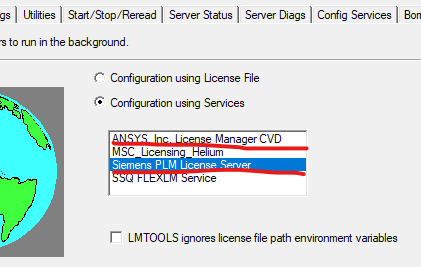 gs Utilities Start/Stop/Reread Server Status Server Diags Config Services Bor
rs to run in the background.
Configuration using License File
Configuration using Services
ANSYS, Inc. License Manager CVD
MSC_Licensing_Helium
Siemens PLM License Server
SSQ FLEXLM Service
LMTOOLS ignores license file path environment variables